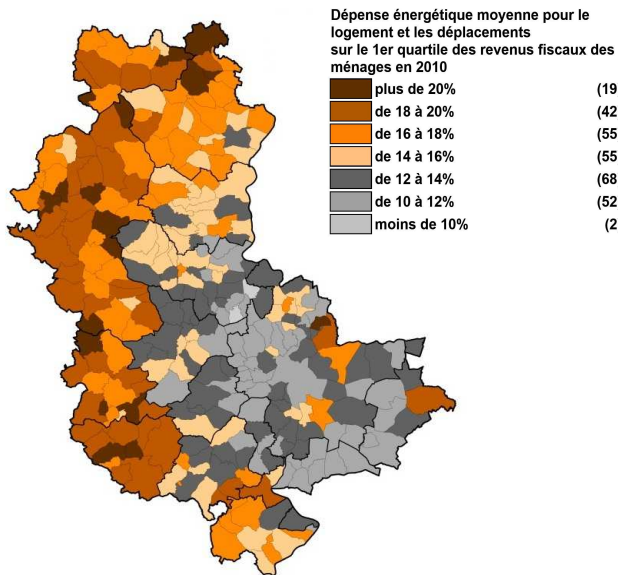 Dépense énergétique moyenne pour le
logement et les déplacements
sur le 1er quartile des revenus fiscaux des
ménages en 2010
plus de 20% (19
de 18 à 20% (42
de 16 à 18% (55
de 14 à 16% (55
de 12 à 14% (68
de 10 à 12% (52
moins de 10% (2